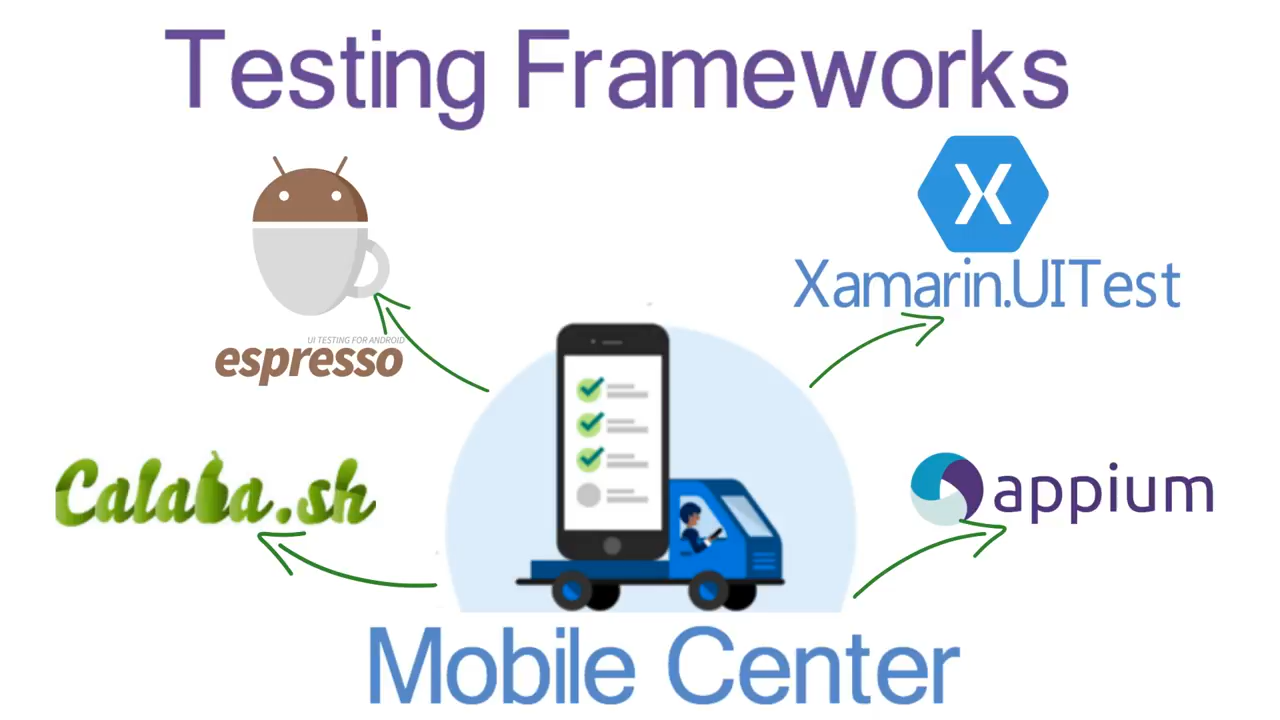 Testing Frameworks
X
Xamarin.UITest
UI TESTING FOR ANDROID
espresso
Calaba.sh
appium
Mobile Center